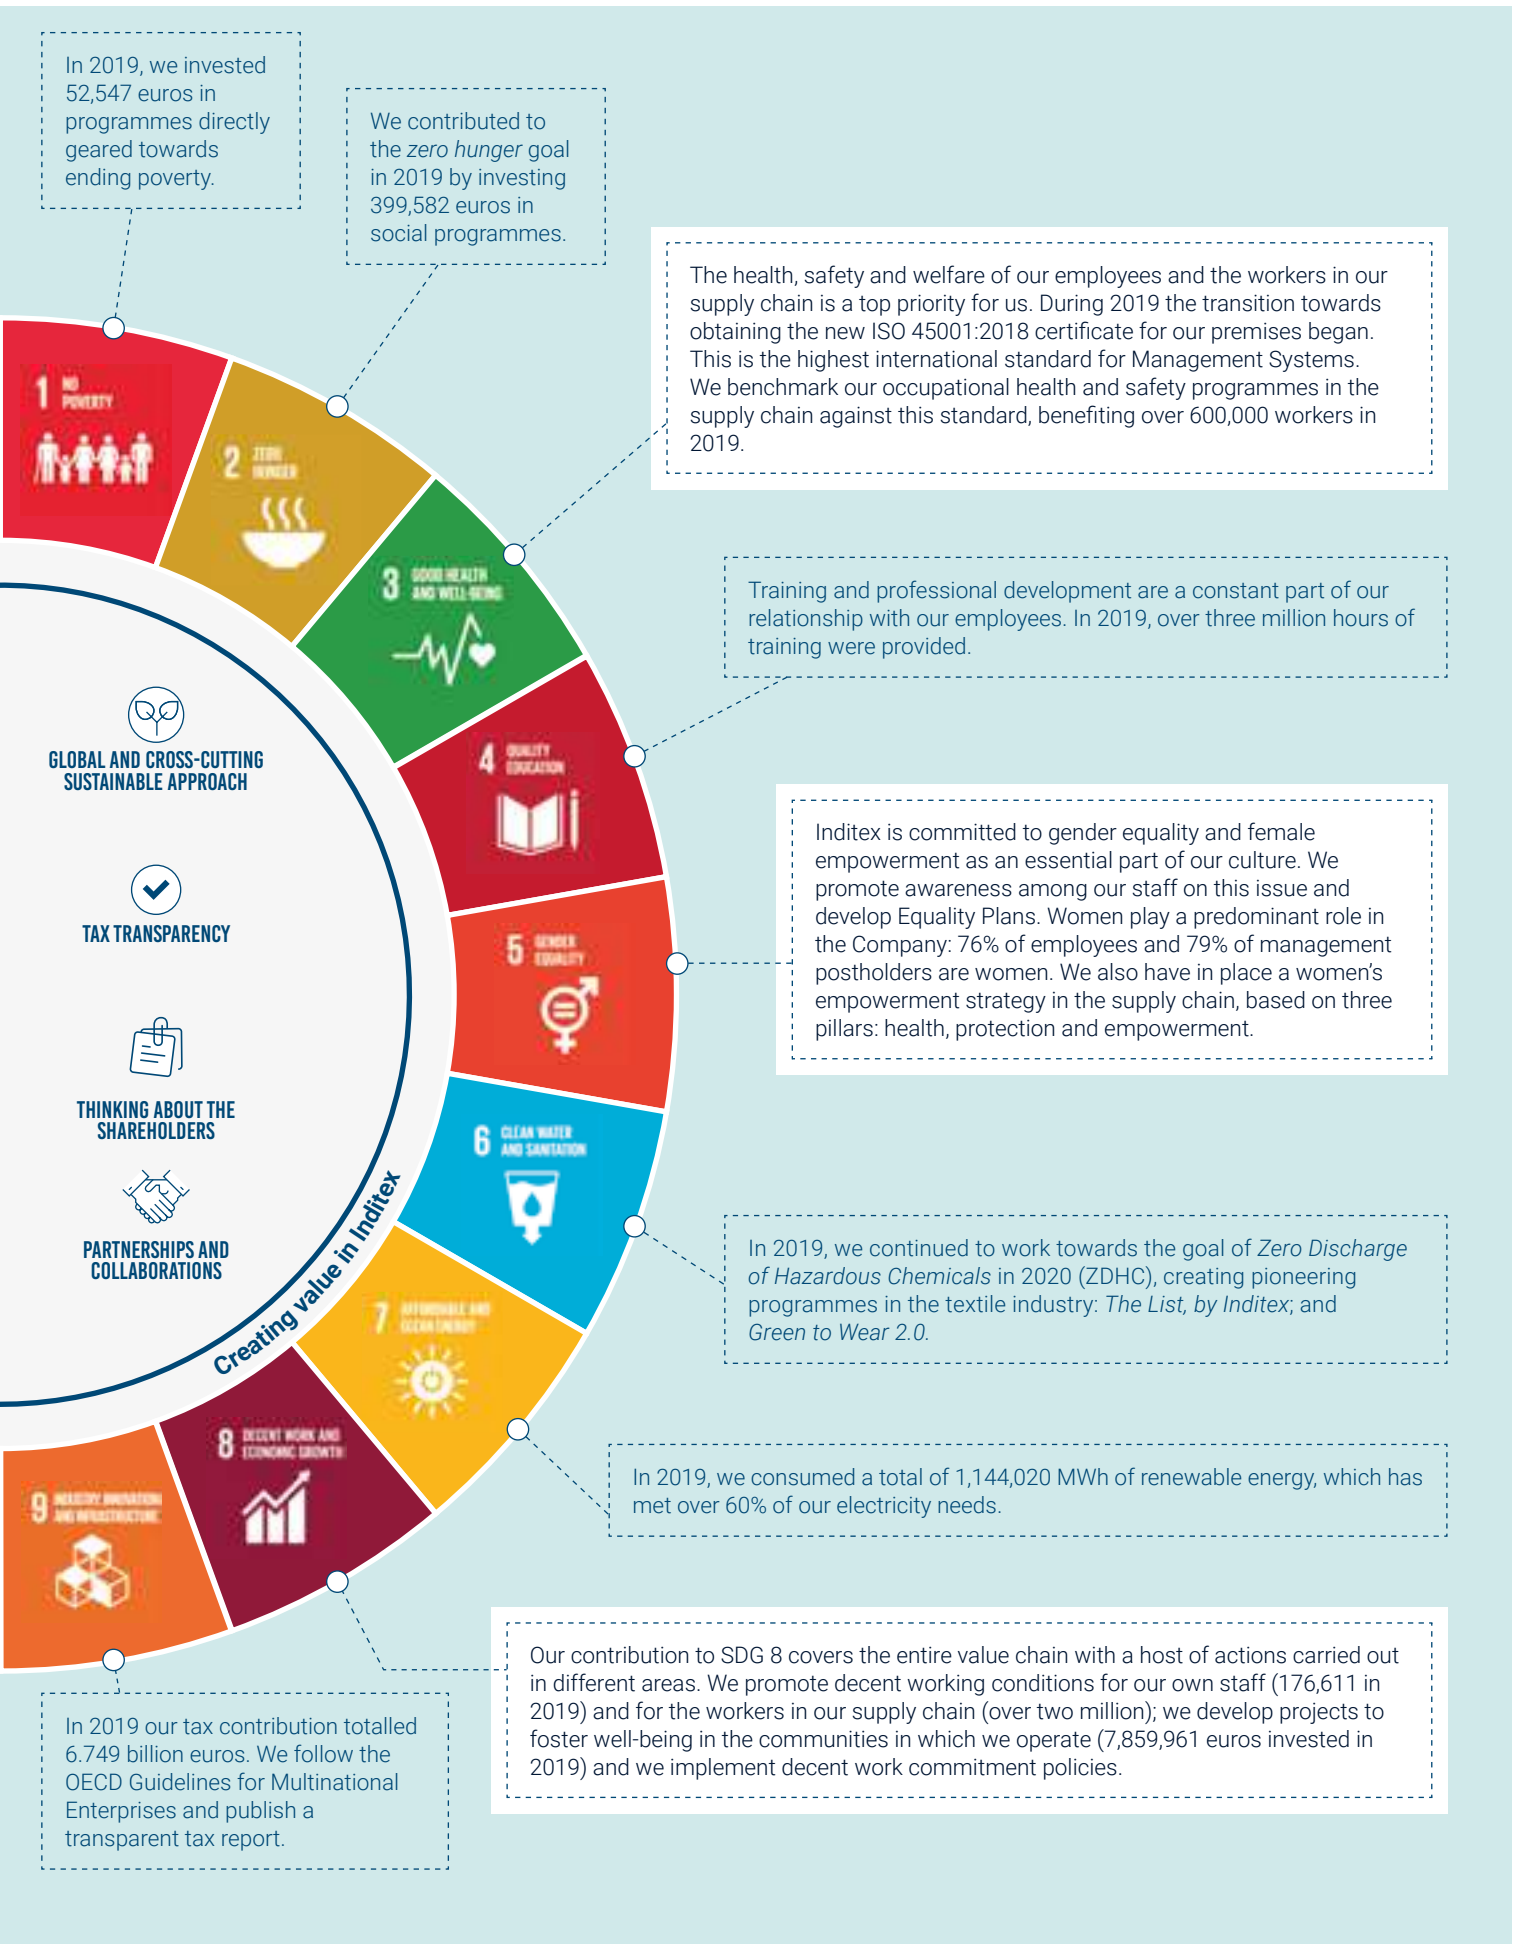 In 2019, we invested
52,547 euros in
programmes directly
geared towards
ending poverty.
We contributed to
the zero hunger goal
in 2019 by investing
399,582 euros in
social programmes.
The health, safety and welfare of our employees and the workers in our
supply chain is a top priority for us. During 2019 the transition towards
obtaining the new ISO 45001:2018 certificate for our premises began.
This is the highest international standard for Management Systems.
We benchmark our occupational health and safety programmes in the
supply chain against this standard, benefiting over 600,000 workers in
2019.
1 NO
POVERTY
2 ZERO
HUNGER
3 GOOD HEALTH
AND WELL-BEING
Training and professional development are a constant part of our
relationship with our employees. In 2019, over three million hours of
training were provided.
4 QUALITY
EDUCATION
GLOBAL AND CROSS-CUTTING
SUSTAINABLE APPROACH
Inditex is committed to gender equality and female
empowerment as an essential part of our culture. We
promote awareness among our staff on this issue and
develop Equality Plans. Women play a predominant role in
the Company: 76% of employees and 79% of management
postholders are women. We also have in place a women's
empowerment strategy in the supply chain, based on three
pillars: health, protection and empowerment.
TAX TRANSPARENCY
5 GENDER
EQUALITY
THINKING ABOUT THE
SHAREHOLDERS
6 CLEAN WATER
AND SANITATION
PARTNERSHIPS AND
COLLABORATIONS
Creating value in Inditex
In 2019, we continued to work towards the goal of Zero Discharge
of Hazardous Chemicals in 2020 (ZDHC), creating pioneering
programmes in the textile industry: The List, by Inditex; and
Green to Wear 2.0.
7 AFFORDABLE AND
CLEAN ENERGY
8 DECENT WORK AND
ECONOMIC GROWTH
In 2019, we consumed a total of 1,144,020 MWh of renewable energy, which has
met over 60% of our electricity needs.
9 INDUSTRY, INNOVATION
AND INFRASTRUCTURE
Our contribution to SDG 8 covers the entire value chain with a host of actions carried out
in different areas. We promote decent working conditions for our own staff (176,611 in
2019) and for the workers in our supply chain (over two million); we develop projects to
foster well-being in the communities in which we operate (7,859,961 euros invested in
2019) and we implement decent work commitment policies.
In 2019 our tax contribution totalled
6.749 billion euros. We follow the
OECD Guidelines for Multinational
Enterprises and publish a
transparent tax report.